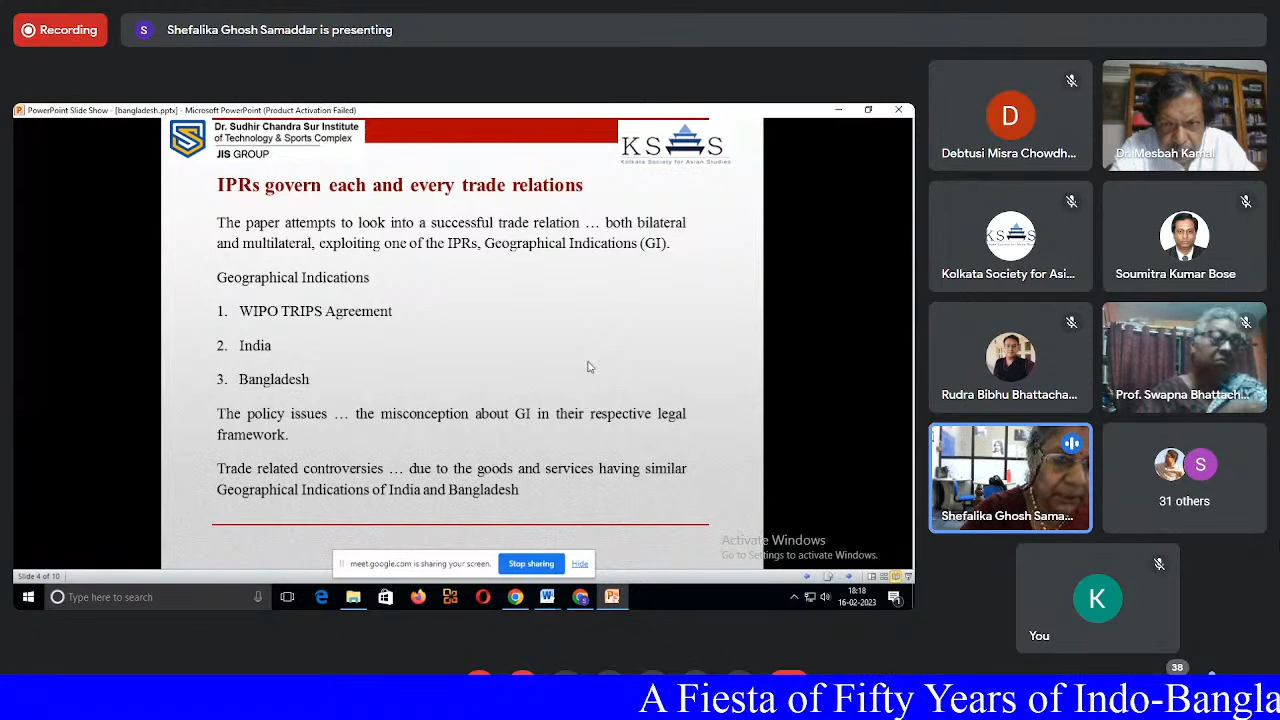 Recording
S
Shefalika Ghosh Samaddar is presenting
PowerPoint Slide Show - [bangladesh.pptx] - Microsoft PowerPoint (Product Activation Failed)
Dr. Sudhir Chandra Sur Institute
of Technology & Sports Complex
JIS GROUP
KSAS
Kolkata Society for Asian Studies
IPRs govern each and every trade relations
The paper attempts to look into a successful trade relation … both bilateral
and multilateral, exploiting one of the IPRs, Geographical Indications (GI).
Geographical Indications
1. WIPO TRIPS Agreement
2. India
3. Bangladesh
The policy issues … the misconception about GI in their respective legal
framework.
Trade related controversies … due to the goods and services having similar
Geographical Indications of India and Bangladesh
Activate Windows
Go to Settings to activate Windows.
meet.google.com is sharing your screen.
Stop sharing
Hide
Slide 4 of 10
Type here to search
18:18
16-02-2023
1
D
Debtusi Misra Chowdh...
Dr. Mesbah Kamal
Kolkata Society for Asi...
Soumitra Kumar Bose
Rudra Bibhu Bhattacha...
Prof. Swapna Bhattach...
Shefalika Ghosh Sama...
S
31 others
K
You
38
A Fiesta of Fifty Years of Indo-Bangla